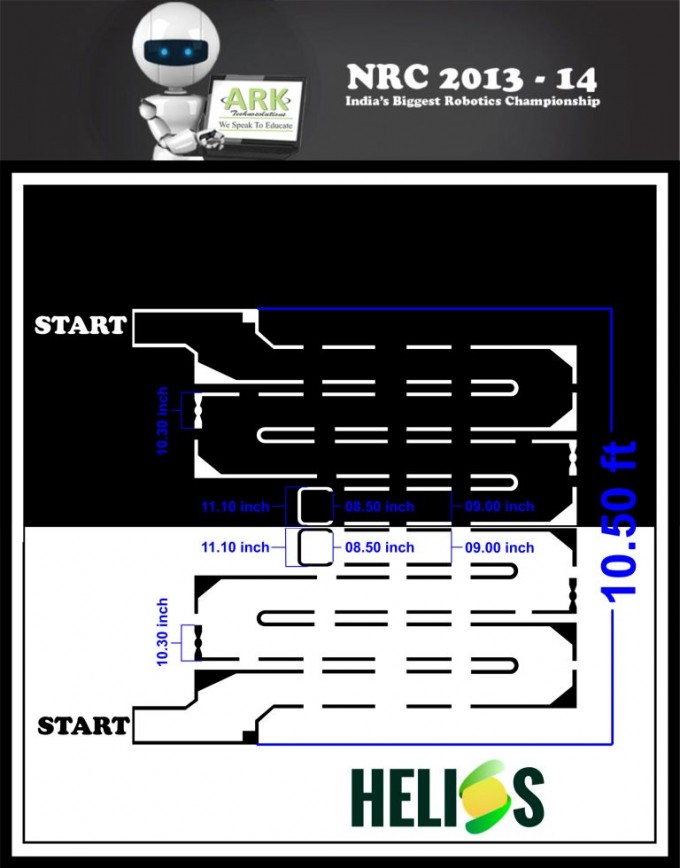 NRC 2013 - 14
India's Biggest Robotics Championship
ARK
Technosolutions
We Speak To Educate
START
10.30 inch
11.10 inch
08.50 inch
09.00 inch
10.50 ft
11.10 inch
08.50 inch
09.00 inch
10.30 inch
START
HELIOS